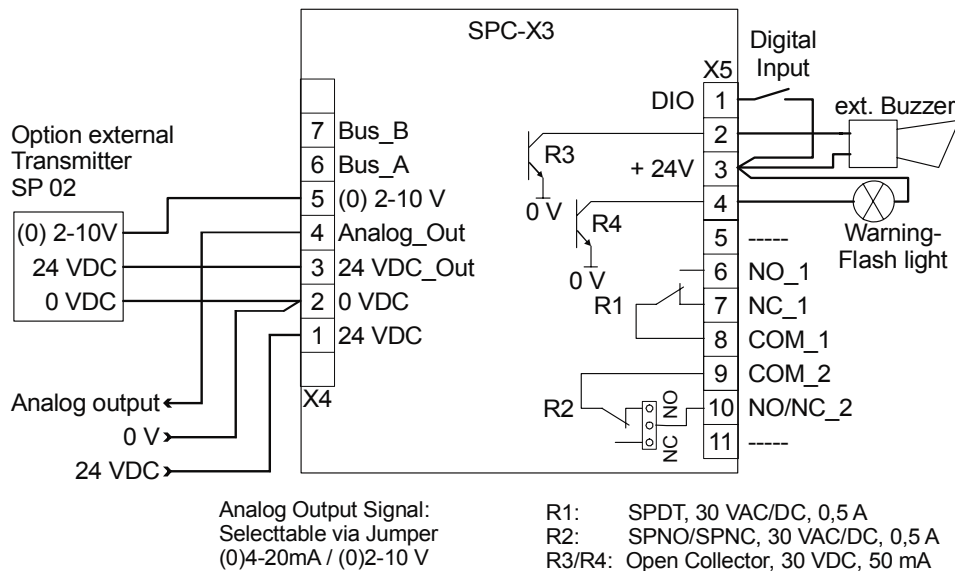 SPC-X3
Digital
Input
X5
DIO 1
ext. Buzzer
2
R3
+ 24V 3
0 V
4
R4
0 V
Warning-
Flash light
5 -----
6 NO_1
R1
7 NC_1
8 COM_1
9 COM_2
R2
NO
10 NO/NC_2
NC
11 -----
7 Bus_B
6 Bus_A
5 (0) 2-10 V
4 Analog_Out
3 24 VDC_Out
2 0 VDC
1 24 VDC
X4
Option external
Transmitter
SP 02
(0) 2-10V
24 VDC
0 VDC
Analog output
0 V
24 VDC
Analog Output Signal:
Selecttable via Jumper
(0)4-20mA / (0)2-10 V
R1: SPDT, 30 VAC/DC, 0,5 A
R2: SPNO/SPNC, 30 VAC/DC, 0,5 A
R3/R4: Open Collector, 30 VDC, 50 mA